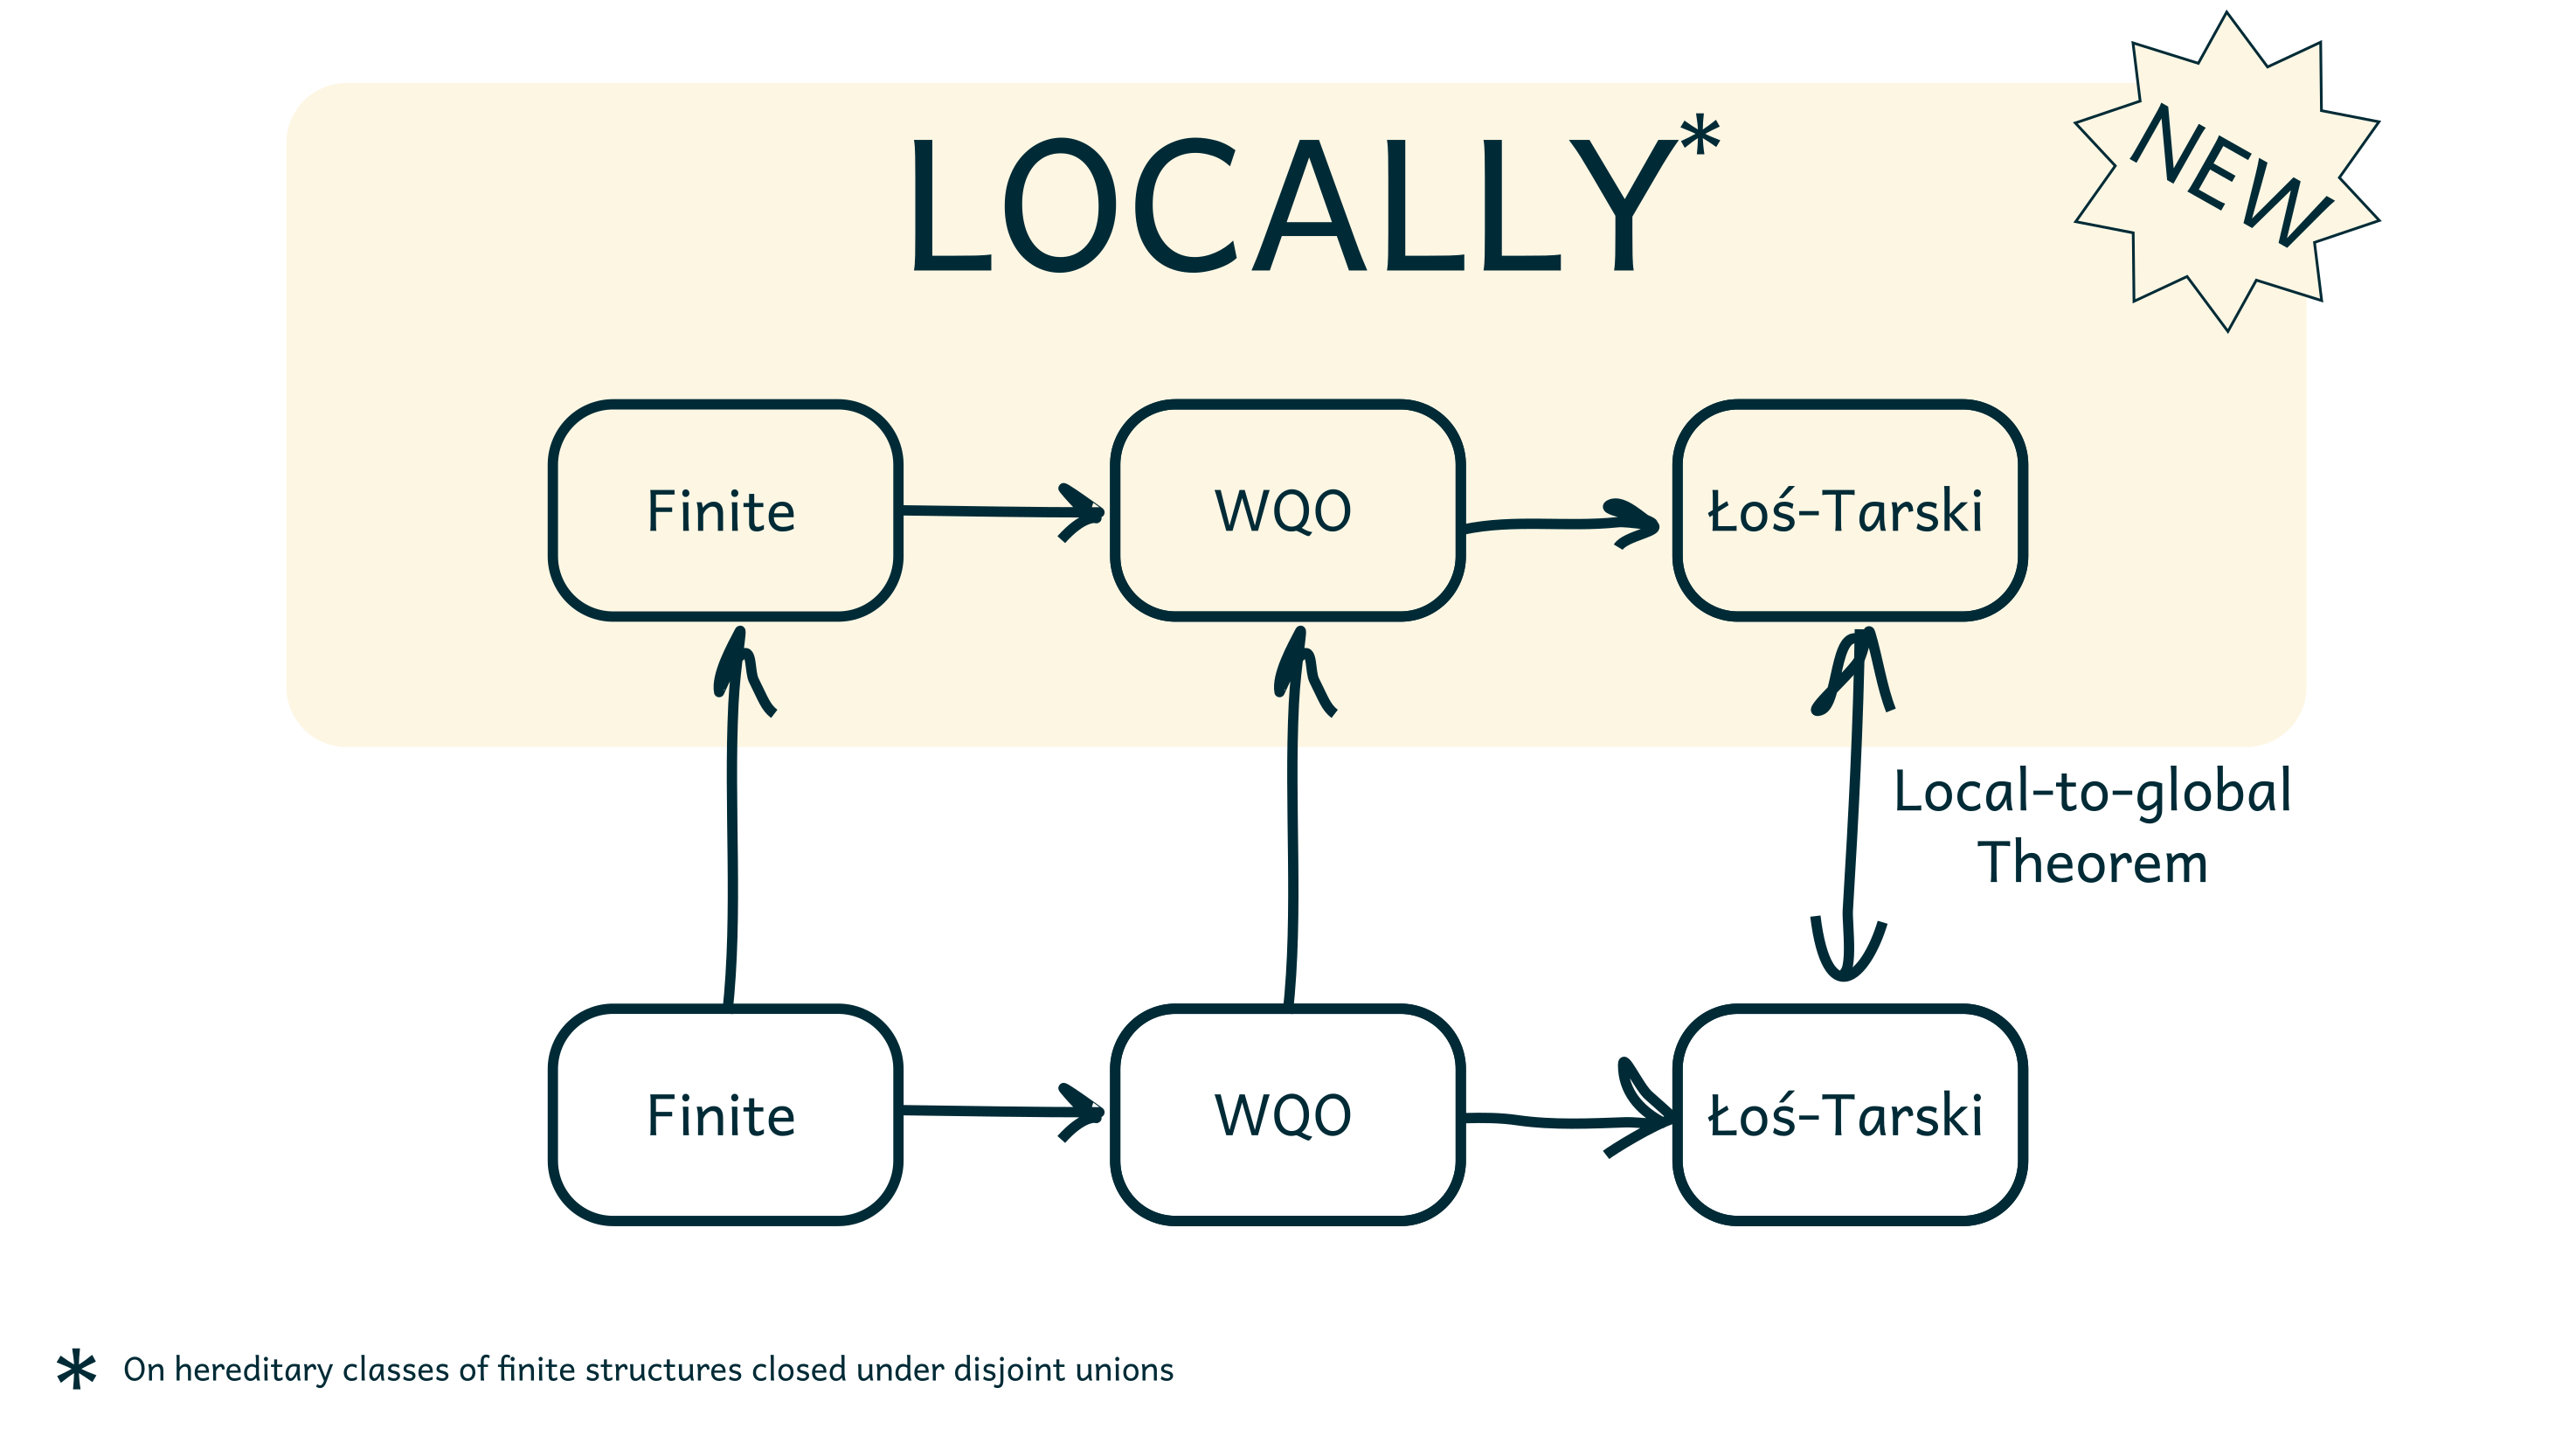 LOCALLY*
NEW
Finite
WQO
Łoś-Tarski
Local-to-global
Theorem
Finite
WQO
Łoś-Tarski
* On hereditary classes of finite structures closed under disjoint unions